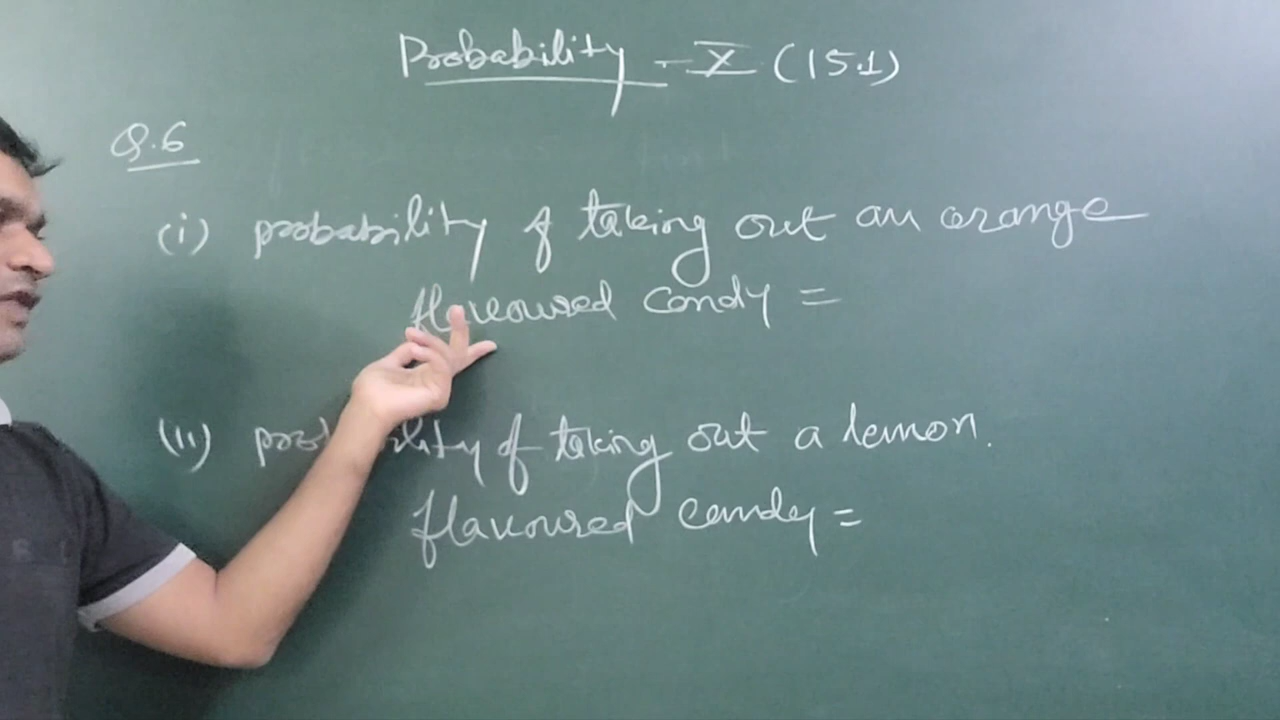 Probability - X (15.1)
Q.6
(i) probability of taking out an orange
flavoured candy =
(ii) probability of taking out a lemon.
flavoured candy =